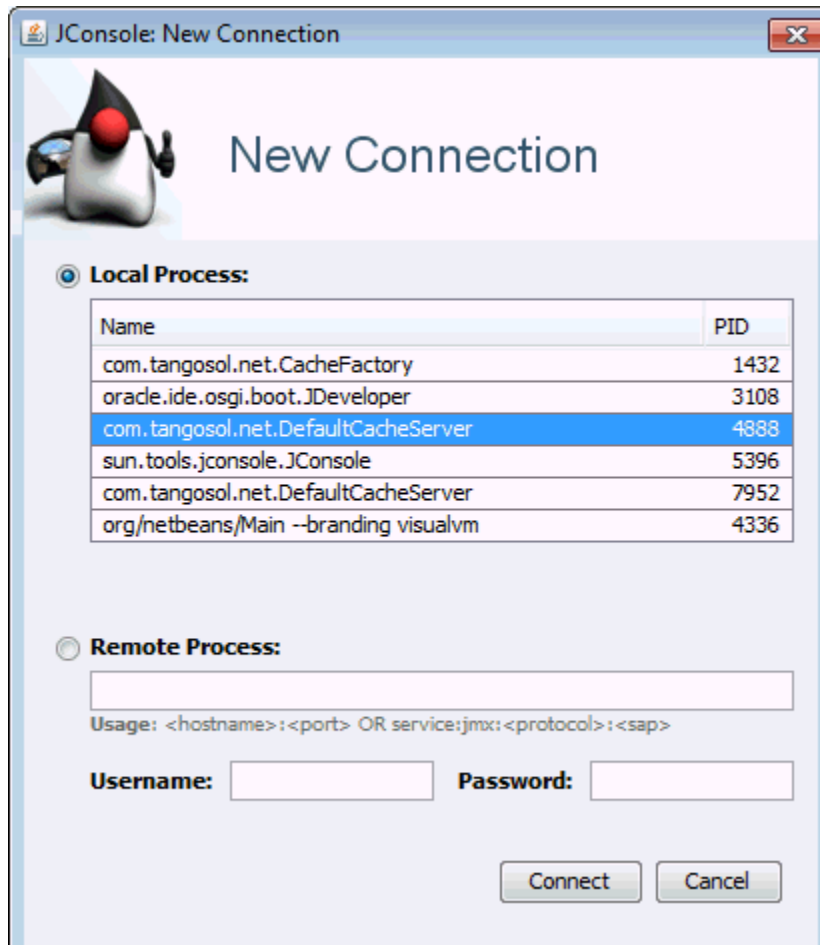 JConsole: New Connection
New Connection
Local Process:
Name PID
com.tangosol.net.CacheFactory 1432
oracle.ide.osgi.boot.JDeveloper 3108
com.tangosol.net.DefaultCacheServer 4888
sun.tools.jconsole.JConsole 5396
com.tangosol.net.DefaultCacheServer 7952
org/netbeans/Main --branding visualvm 4336
Remote Process:
Usage: <hostname>:<port> OR service:jmx:<protocol>:<sap>
Username: Password:
Connect Cancel